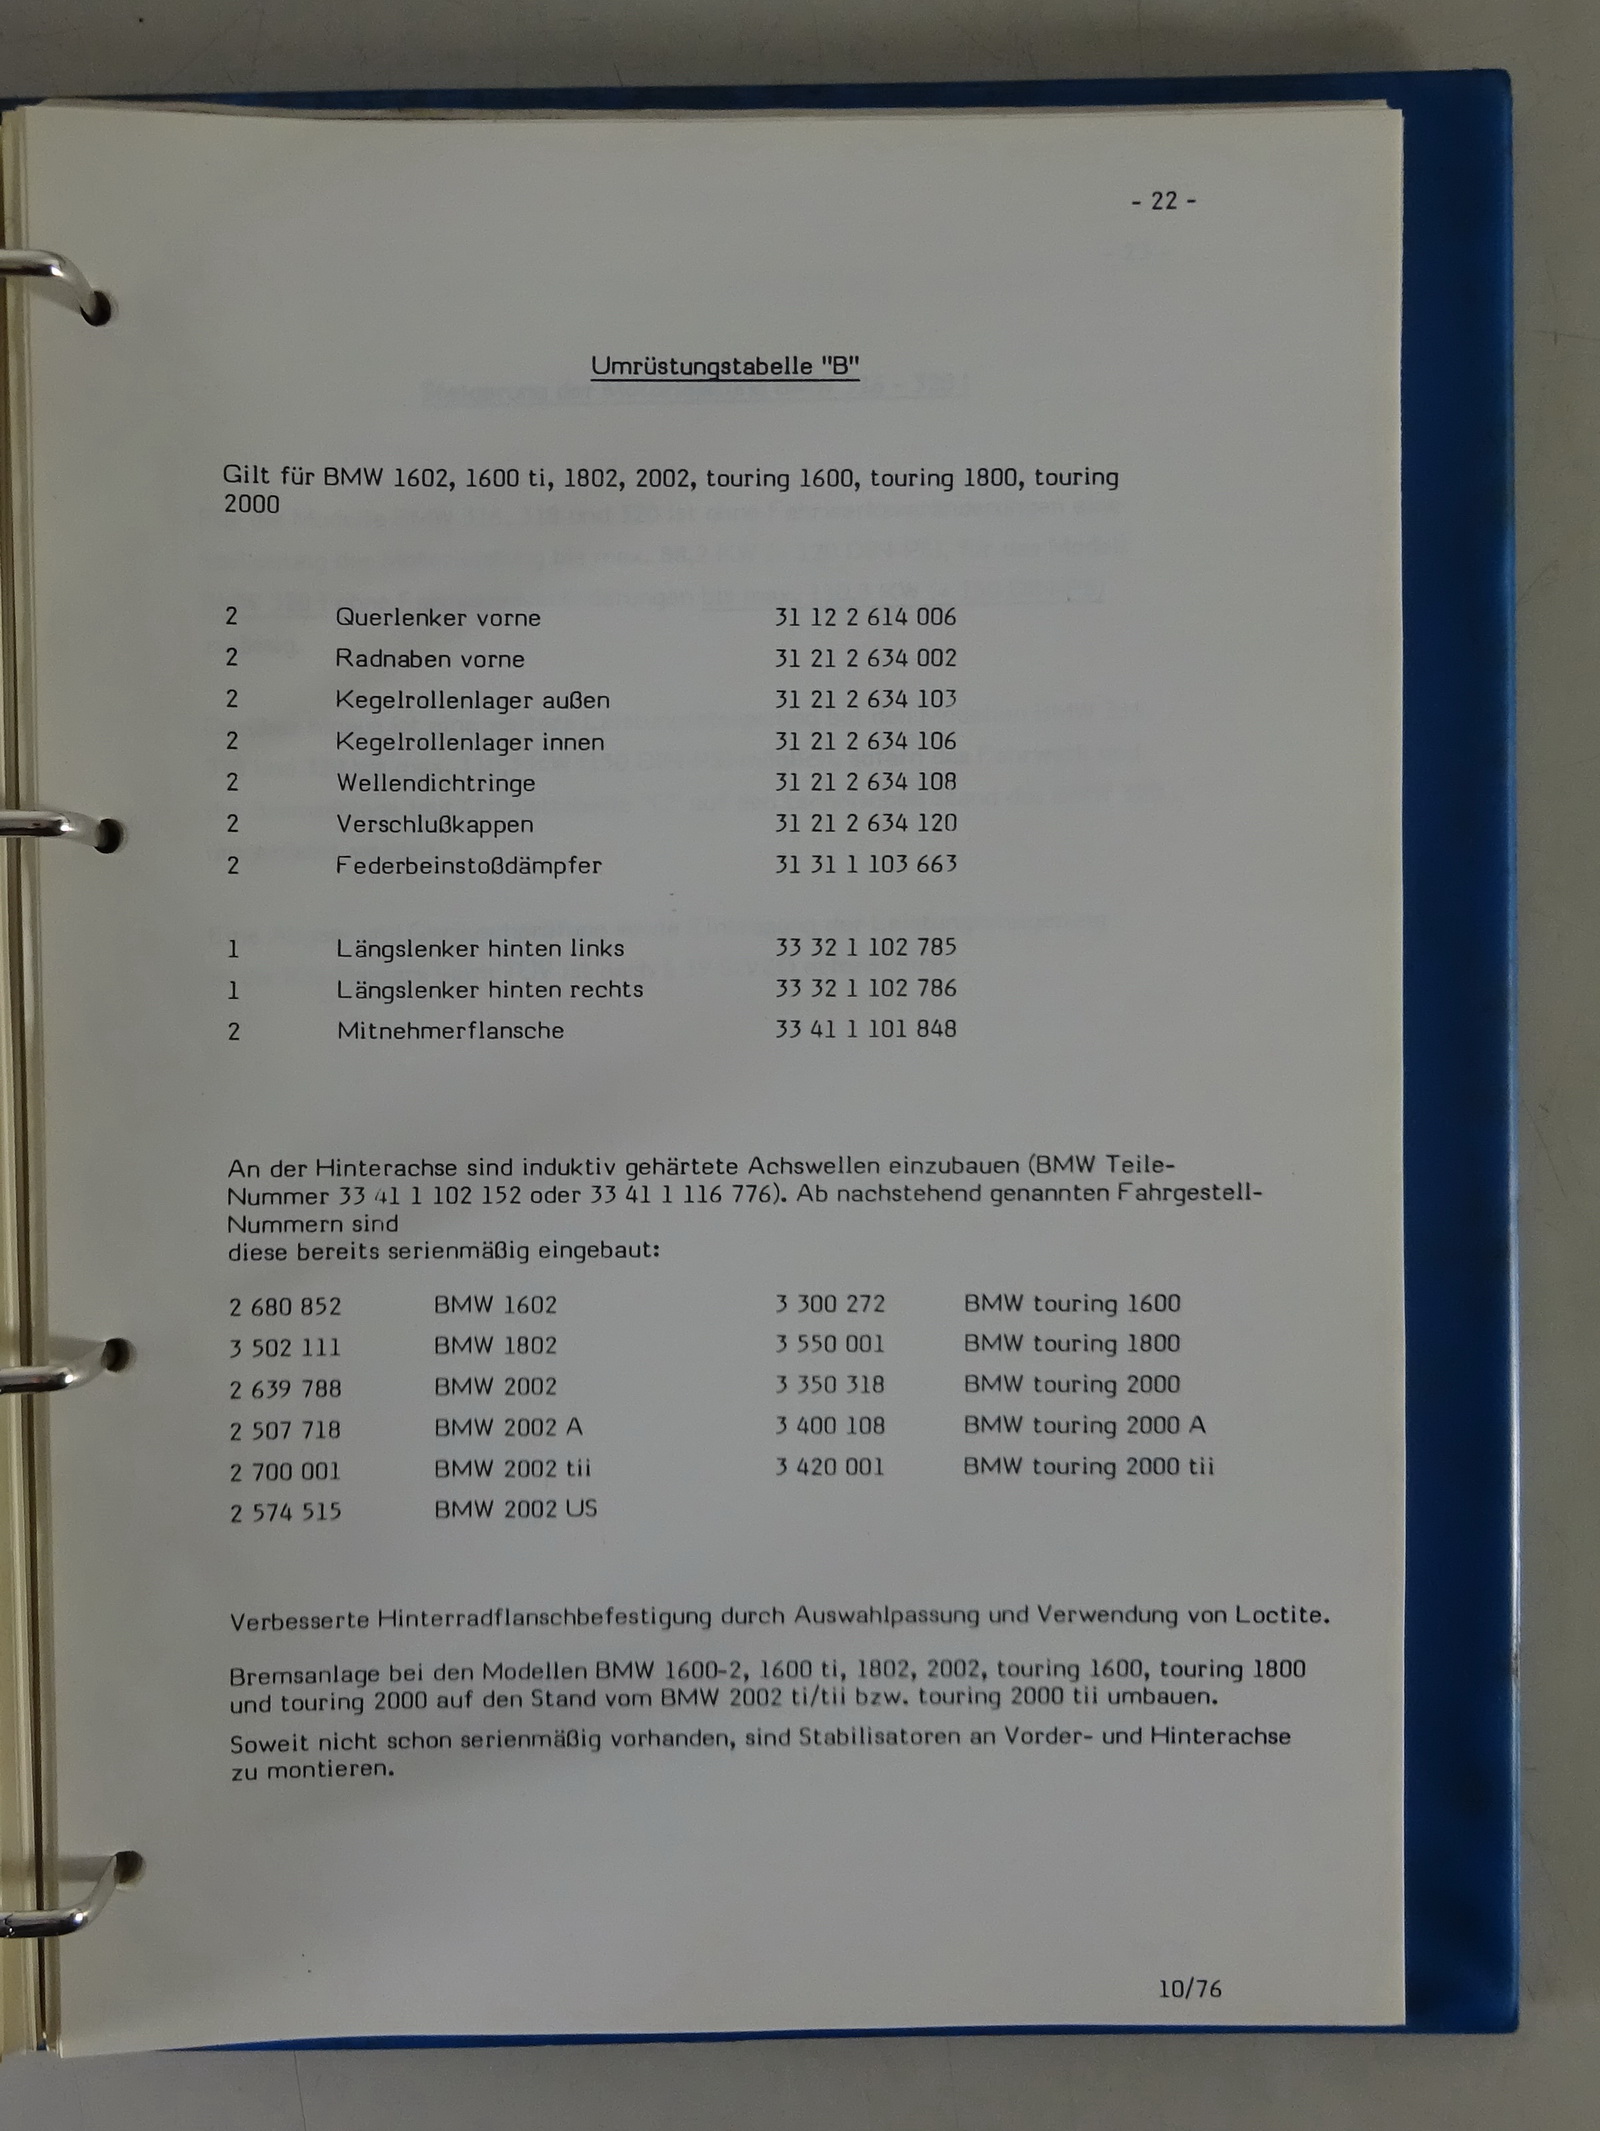 - 22 -
Umrüstungstabelle "B"
Gilt für BMW 1602, 1600 ti, 1802, 2002, touring 1600, touring 1800, touring
2000
2 Querlenker vorne 31 12 2 614 006
2 Radnaben vorne 31 21 2 634 002
2 Kegelrollenlager außen 31 21 2 634 103
2 Kegelrollenlager innen 31 21 2 634 106
2 Wellendichtringe 31 21 2 634 108
2 Verschlußkappen 31 21 2 634 120
2 Federbeinstoßdämpfer 31 31 1 103 663
1 Längslenker hinten links 33 32 1 102 785
1 Längslenker hinten rechts 33 32 1 102 786
2 Mitnehmerflansche 33 41 1 101 848
An der Hinterachse sind induktiv gehärtete Achswellen einzubauen (BMW Teile-
Nummer 33 41 1 102 152 oder 33 41 1 116 776). Ab nachstehend genannten Fahrgestell-
Nummern sind
diese bereits serienmäßig eingebaut:
2 680 852 BMW 1602 3 300 272 BMW touring 1600
3 502 111 BMW 1802 3 550 001 BMW touring 1800
2 639 788 BMW 2002 3 350 318 BMW touring 2000
2 507 718 BMW 2002 A 3 400 108 BMW touring 2000 A
2 700 001 BMW 2002 tii 3 420 001 BMW touring 2000 tii
2 574 515 BMW 2002 US
Verbesserte Hinterradflanschbefestigung durch Auswahlpassung und Verwendung von Loctite.
Bremsanlage bei den Modellen BMW 1600-2, 1600 ti, 1802, 2002, touring 1600, touring 1800
und touring 2000 auf den Stand vom BMW 2002 ti/tii bzw. touring 2000 tii umbauen.
Soweit nicht schon serienmäßig vorhanden, sind Stabilisatoren an Vorder- und Hinterachse
zu montieren.
10/76